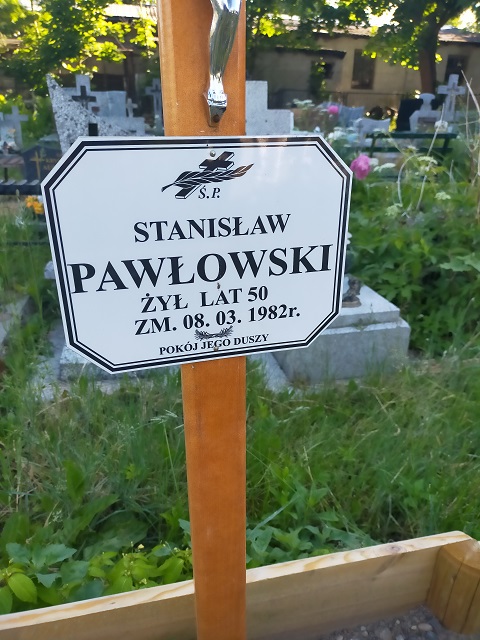 Ś.P.
STANISŁAW
PAWŁOWSKI
ŻYŁ LAT 50
ZM. 08. 03. 1982r.
POKÓJ JEGO DUSZY